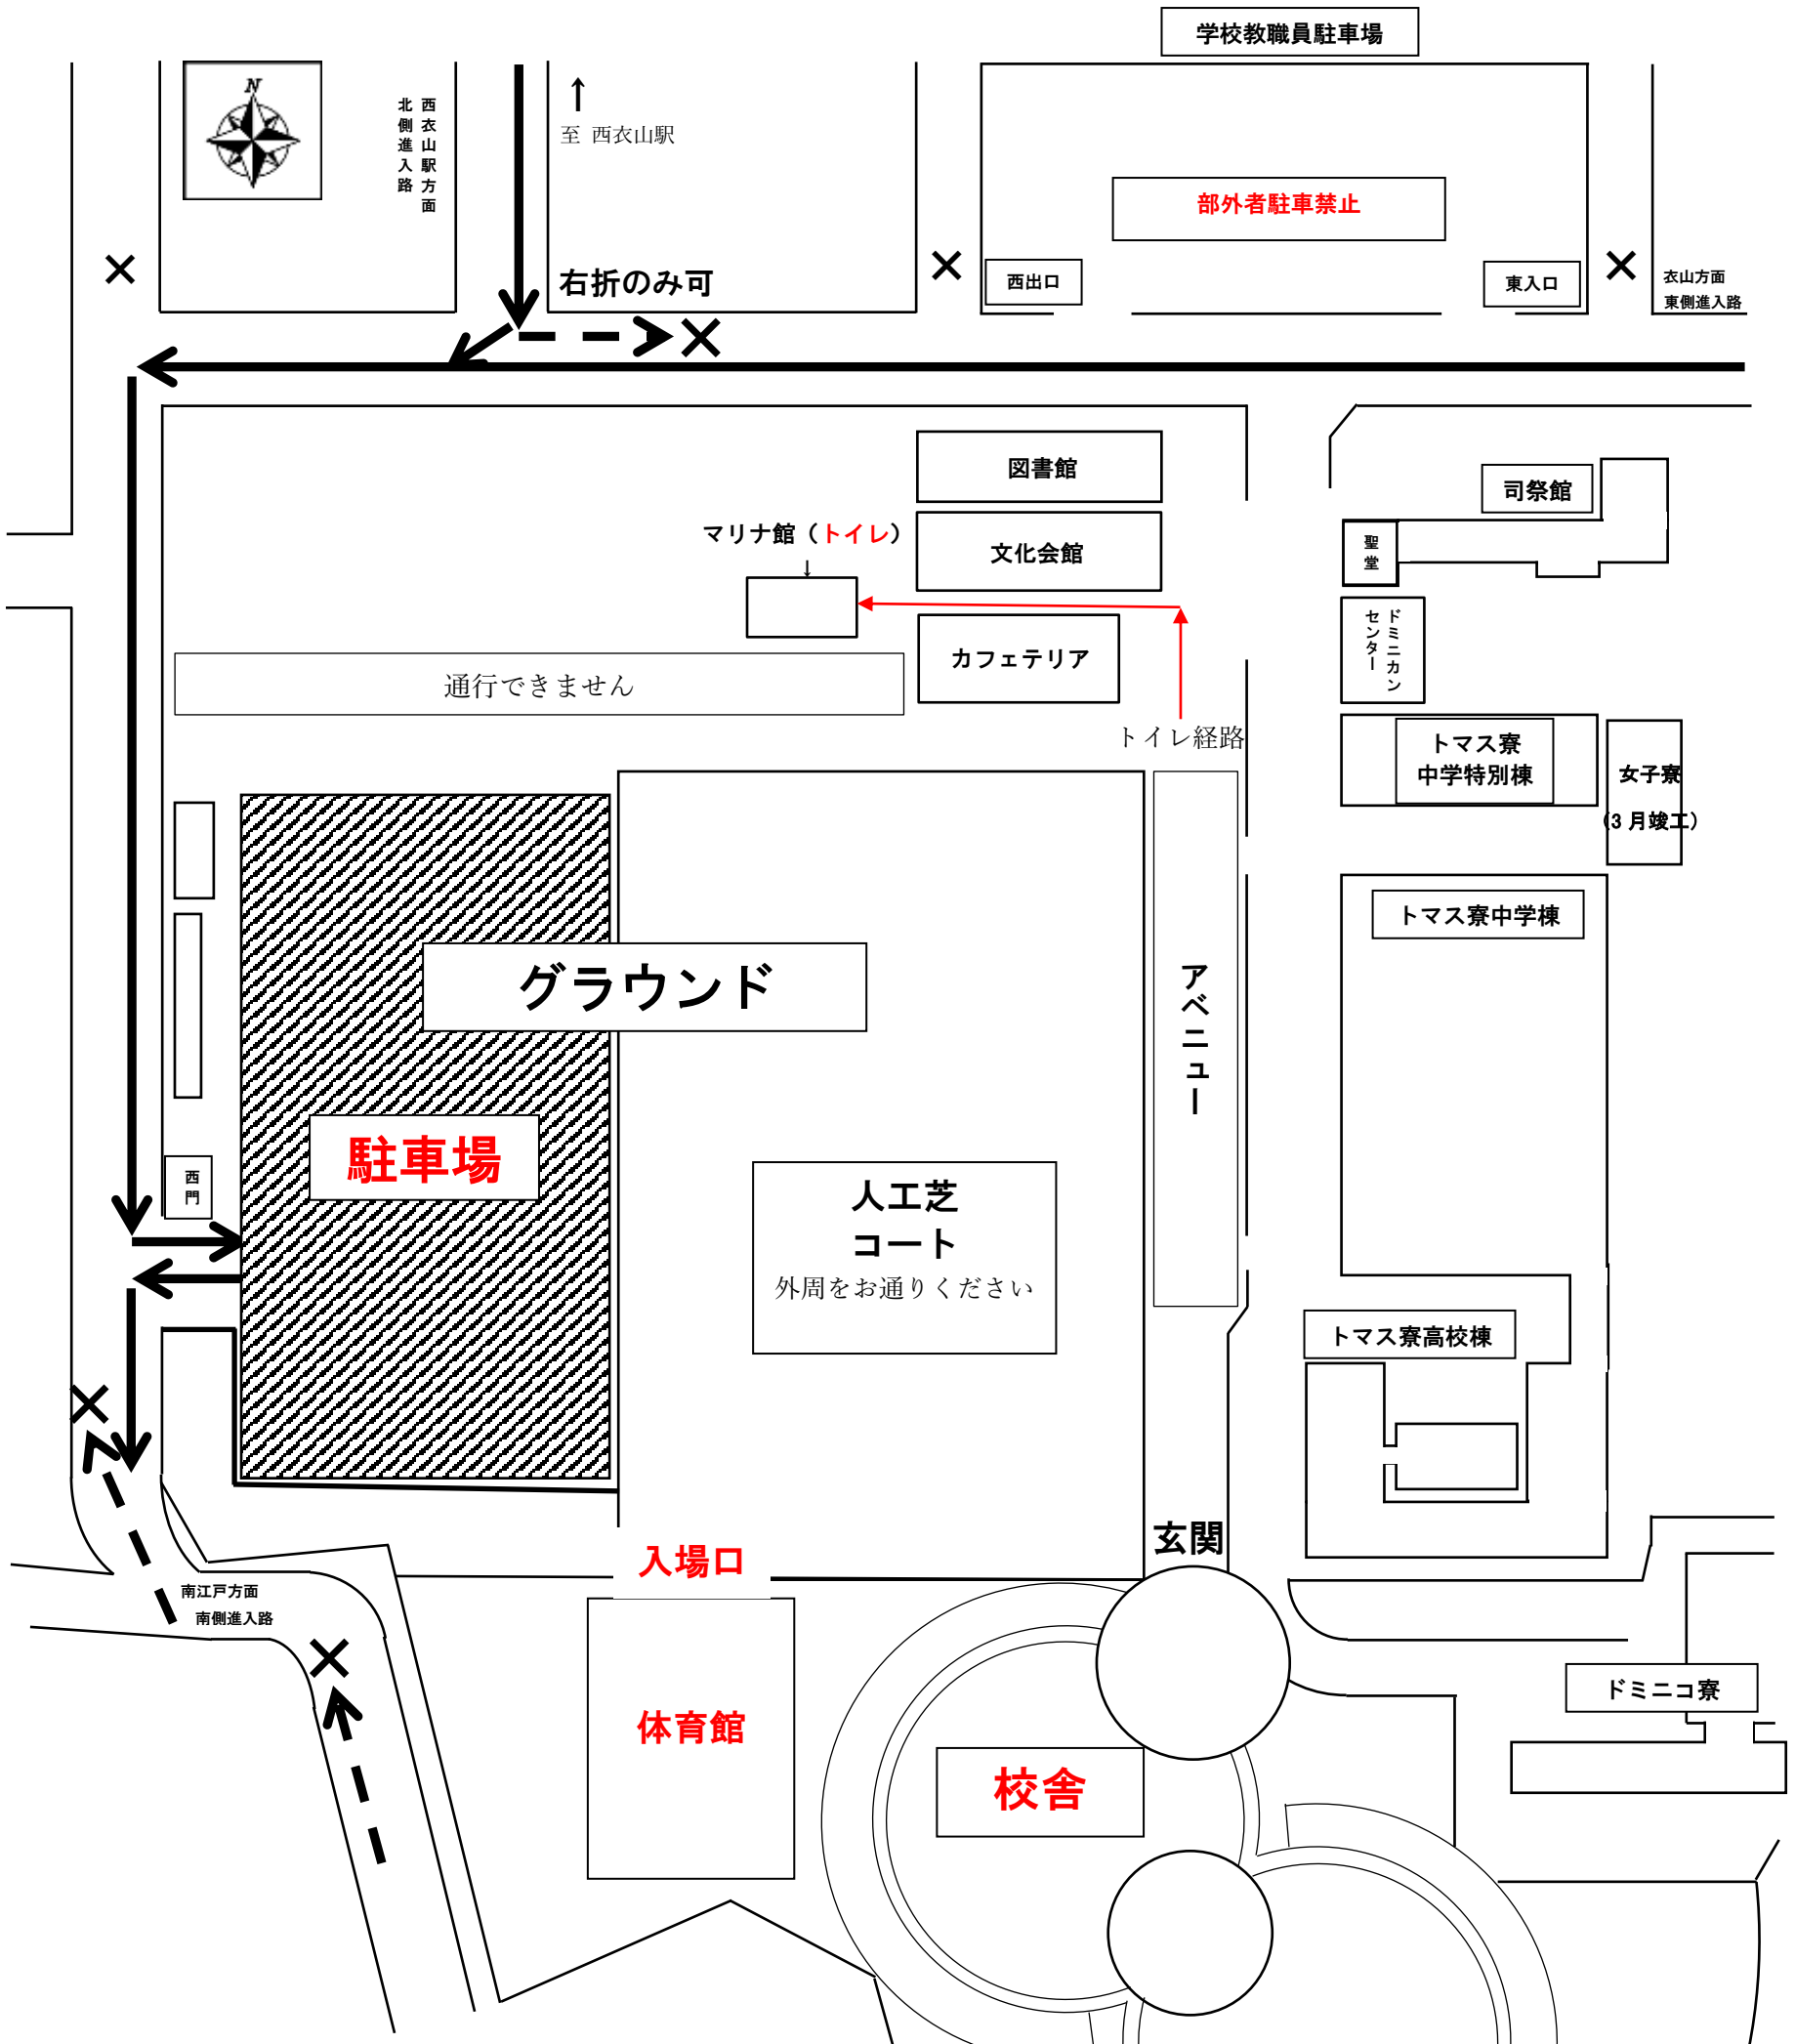 学校教職員駐車場
N
西衣山駅方面
北側進入路
↑
至 西衣山駅
部外者駐車禁止
右折のみ可
西出口
東入口
衣山方面
東側進入路
図書館
司祭館
マリナ館（トイレ）
↓
文化会館
聖堂
カフェテリア
ドミニカン
センター
通行できません
トイレ経路
トマス寮
中学特別棟
女子寮
（3 月竣工）
トマス寮中学棟
グラウンド
アベニュー
駐車場
西門
人工芝
コート
外周をお通りください
トマス寮高校棟
玄関
入場口
南江戸方面
南側進入路
ドミニコ寮
体育館
校舎